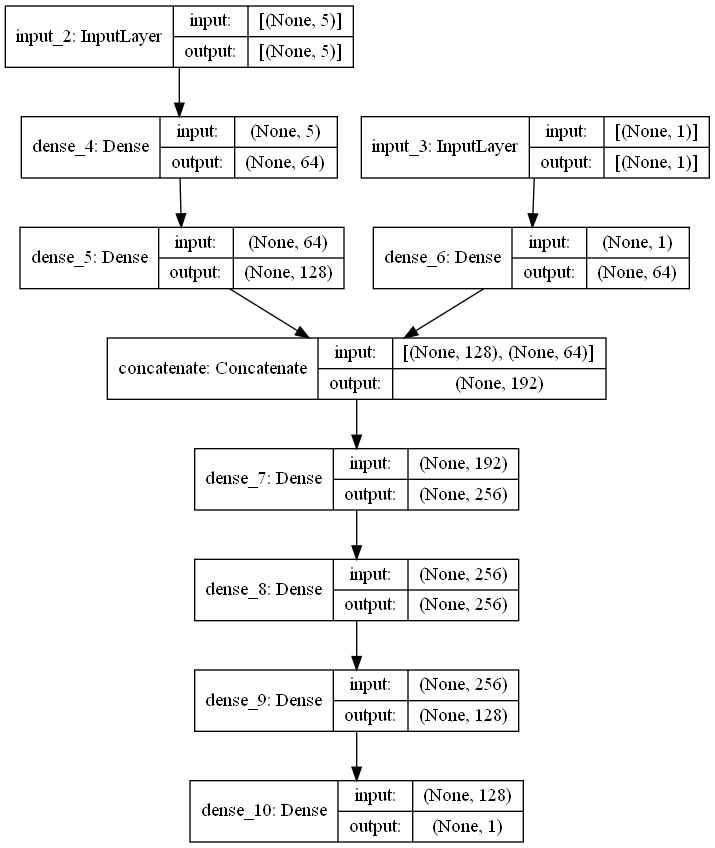 input_2: InputLayer
input: [(None, 5)]
output: [(None, 5)]
dense_4: Dense
input: (None, 5)
output: (None, 64)
input_3: InputLayer
input: [(None, 1)]
output: [(None, 1)]
dense_5: Dense
input: (None, 64)
output: (None, 128)
dense_6: Dense
input: (None, 1)
output: (None, 64)
concatenate: Concatenate
input: [(None, 128), (None, 64)]
output: (None, 192)
dense_7: Dense
input: (None, 192)
output: (None, 256)
dense_8: Dense
input: (None, 256)
output: (None, 256)
dense_9: Dense
input: (None, 256)
output: (None, 128)
dense_10: Dense
input: (None, 128)
output: (None, 1)